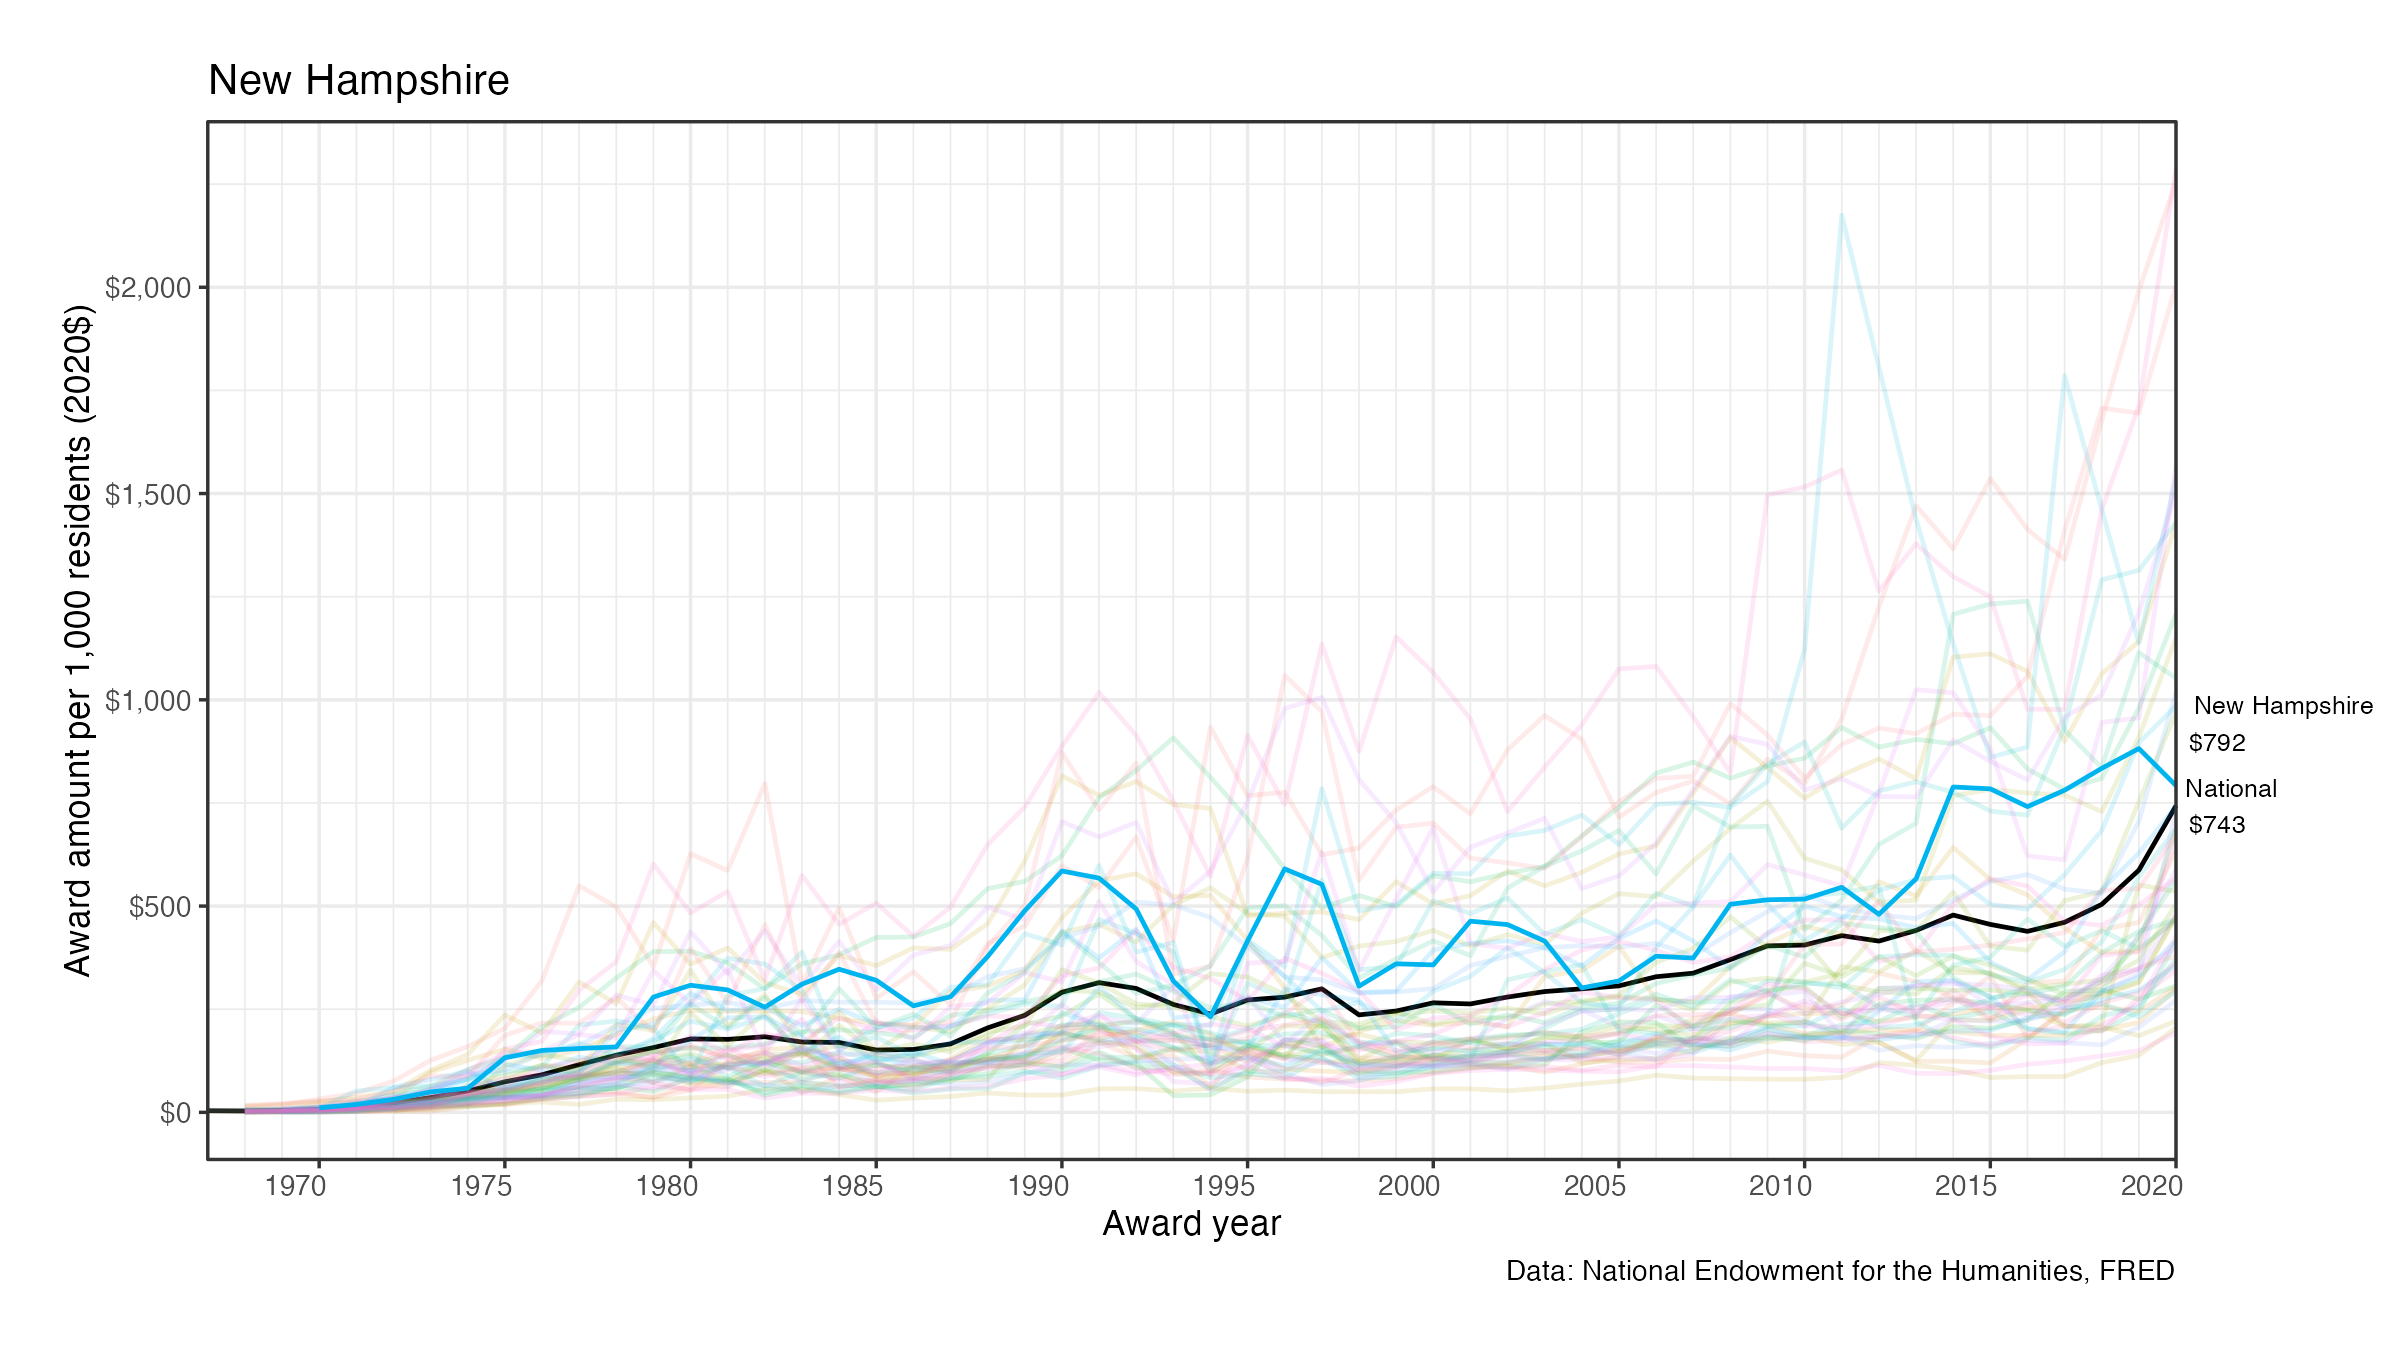 New Hampshire
Award amount per 1,000 residents (2020$)
$2,000
$1,500
$1,000
$500
$0
New Hampshire
$792
National
$743
1970 1975 1980 1985 1990 1995 2000 2005 2010 2015 2020
Award year
Data: National Endowment for the Humanities, FRED